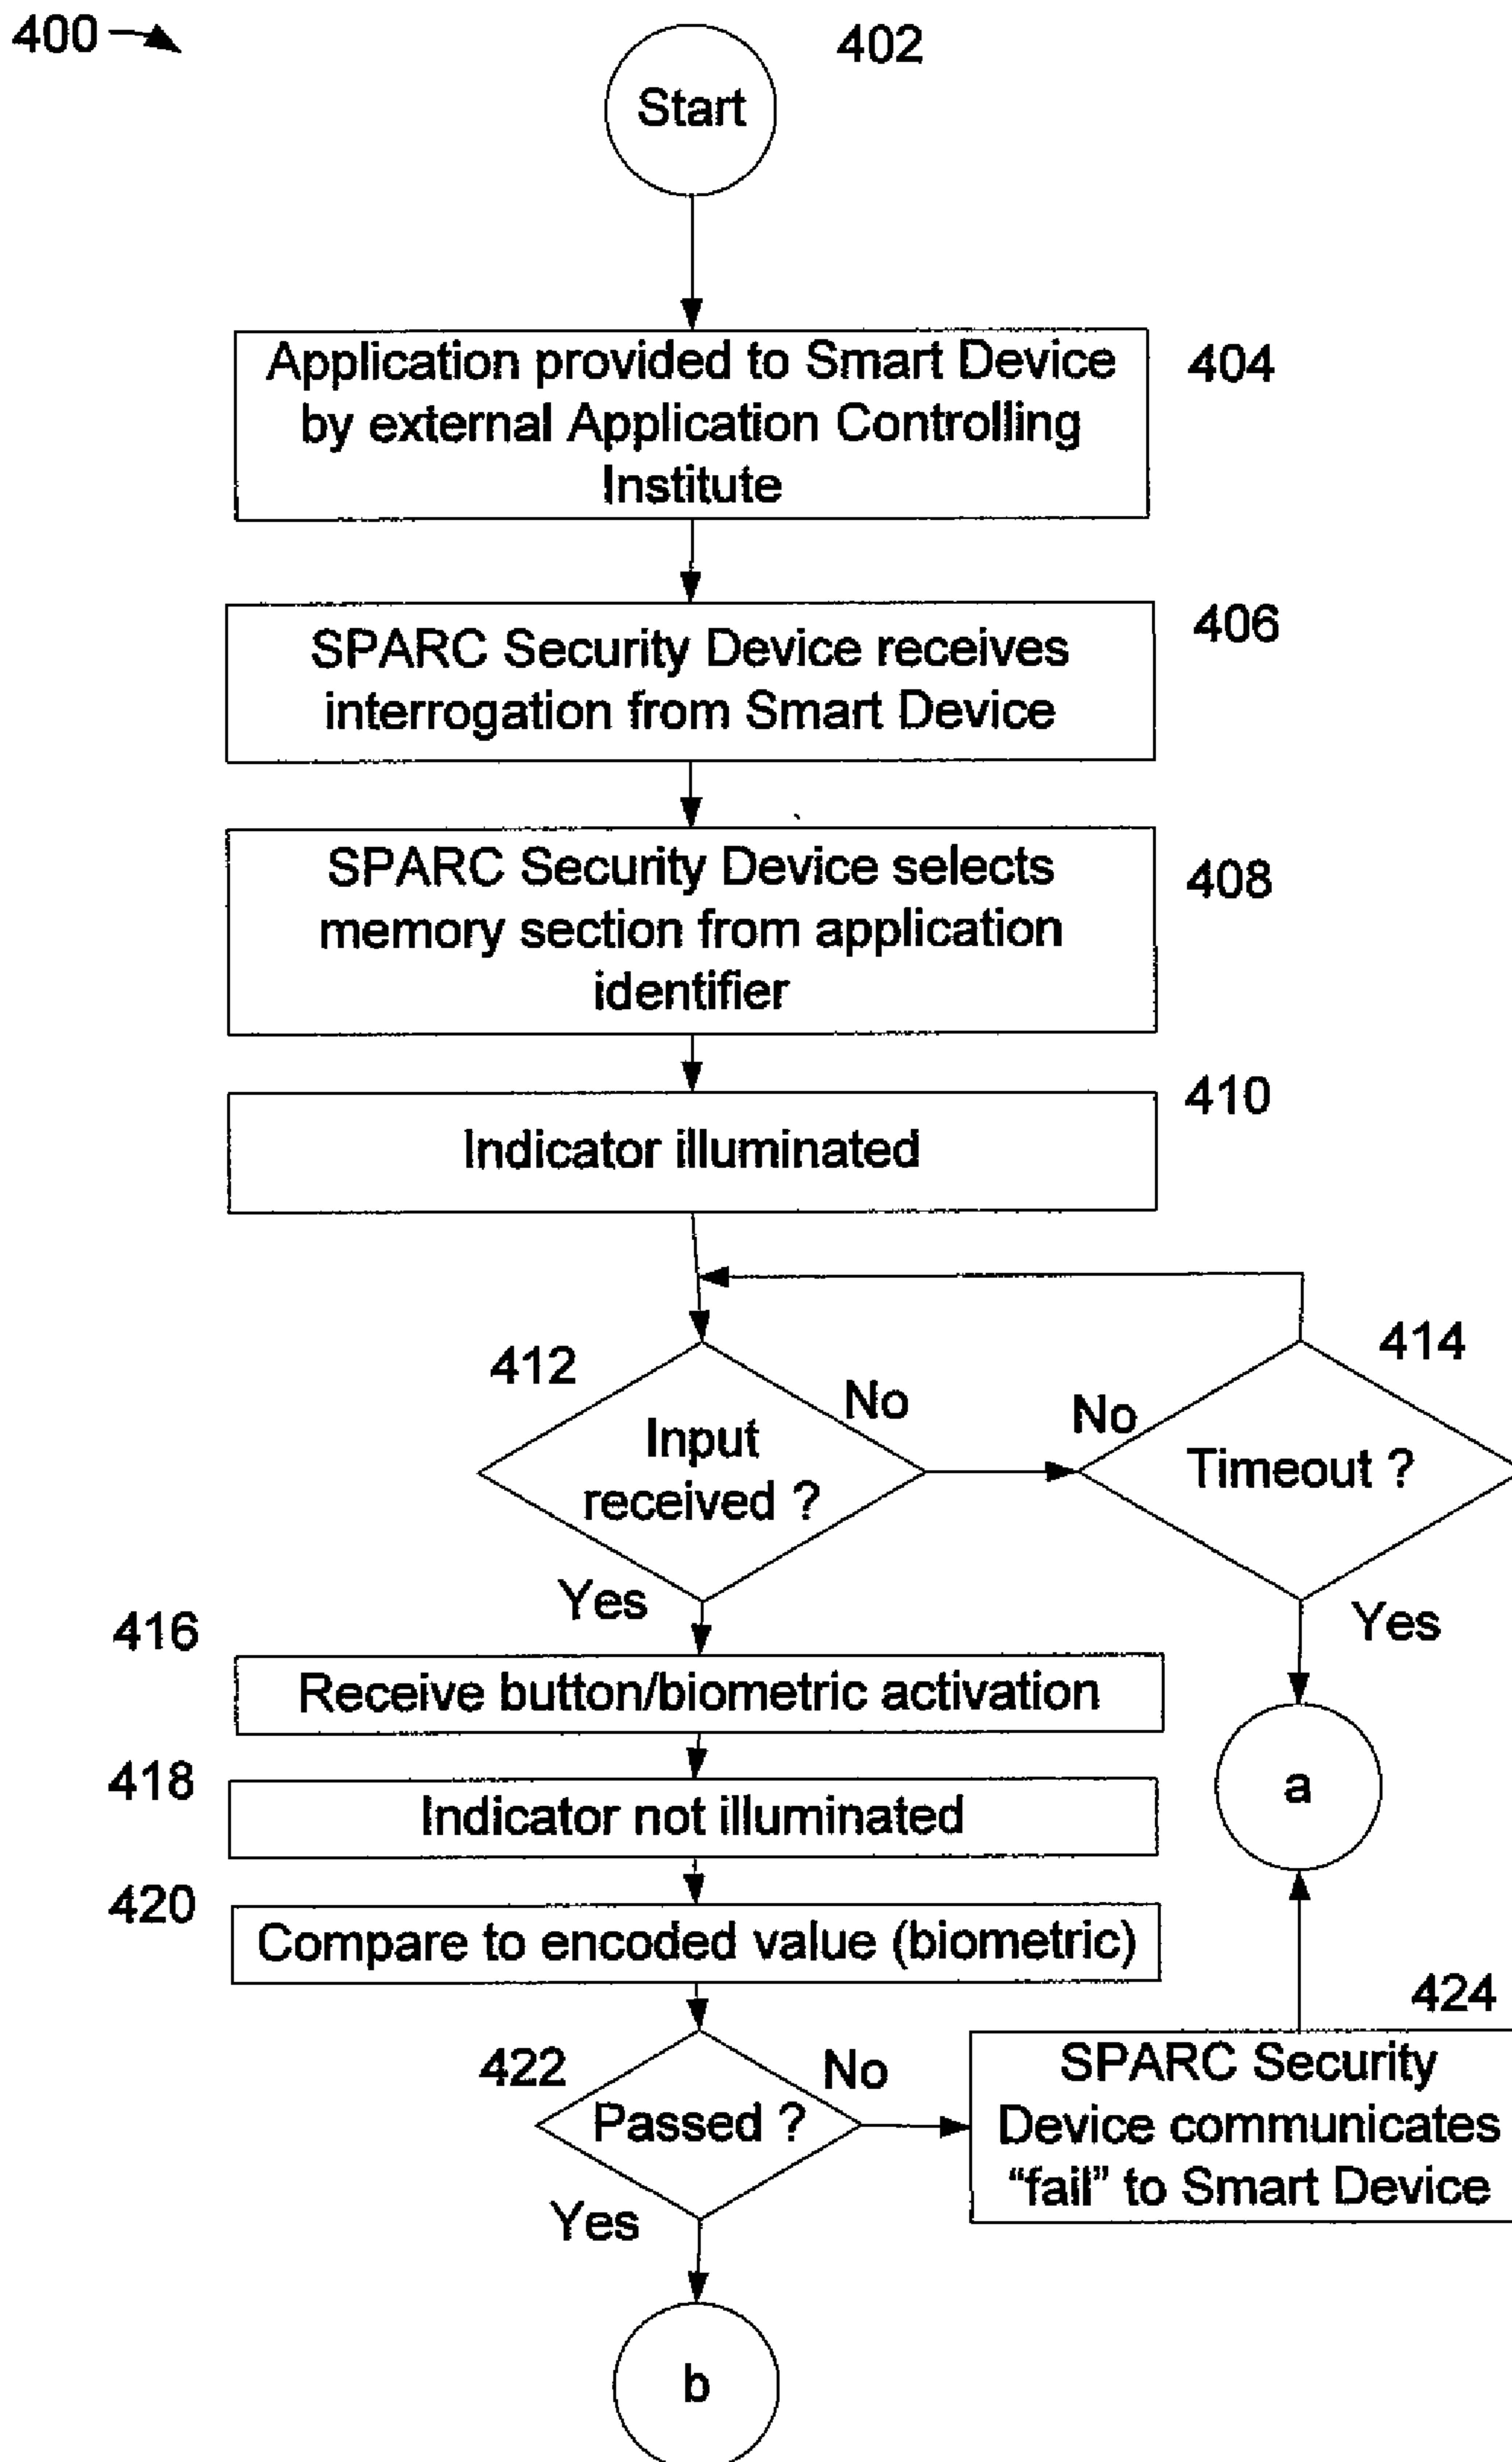 400
402
Start
Application provided to Smart Device
by external Application Controlling
Institute
404
SPARC Security Device receives
interrogation from Smart Device
406
SPARC Security Device selects
memory section from application
identifier
408
410
Indicator illuminated
412
414
No
No
Input
received ?
Timeout ?
Yes
Yes
416
Receive button/biometric activation
418
Indicator not illuminated
a
420
Compare to encoded value (biometric)
424
422
No
Passed ?
SPARC Security
Device communicates
“fail” to Smart Device
Yes
b